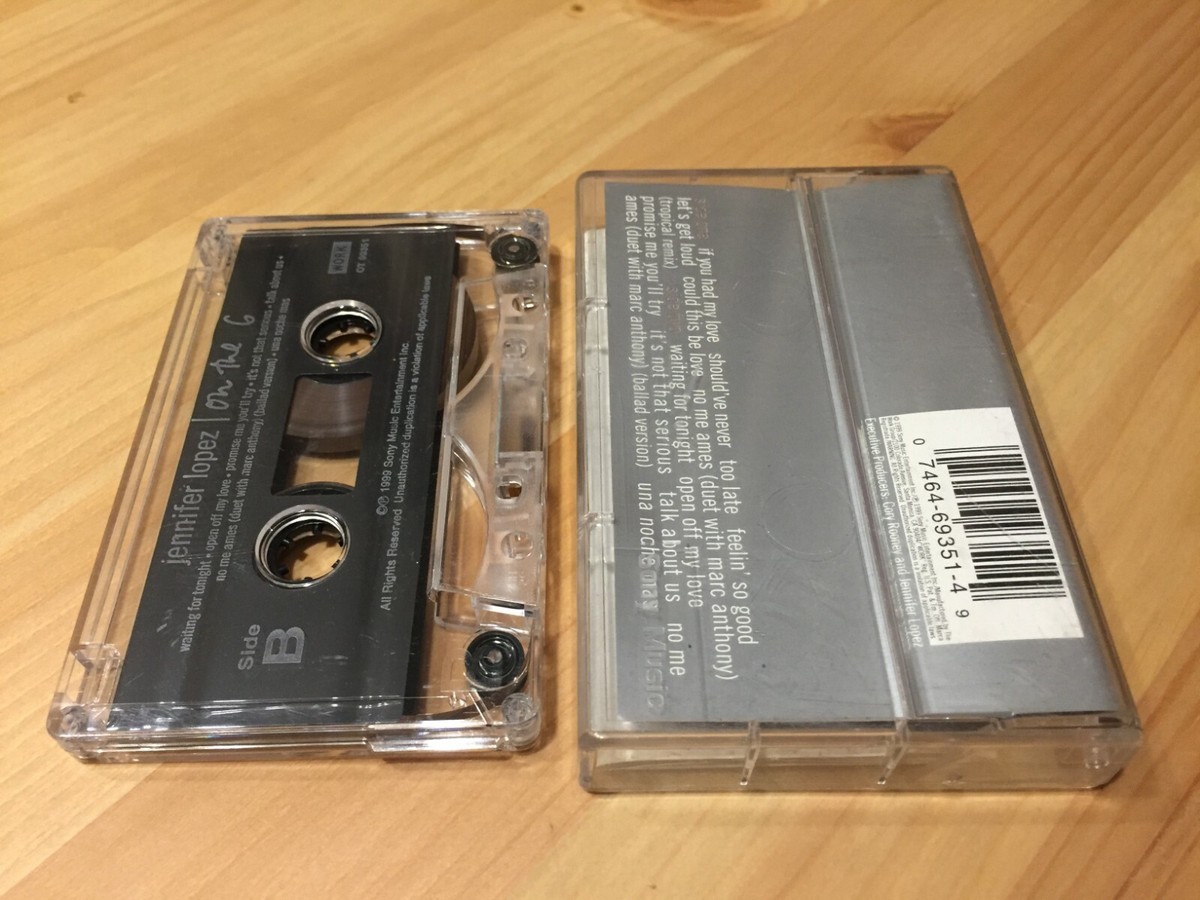 jennifer lopez | on the 6
waiting for tonight • open off my love • promise me you'll try • it's not that serious • talk about us •
no me ames (duet with marc anthony) (ballad version) • una noche mas
Side
B
WORK
OT 69351
©℗ 1999 Sony Music Entertainment Inc.
All Rights Reserved Unauthorized duplication is a violation of applicable laws
if you had my love should've never too late feelin' so good
let's get loud could this be love no me ames (duet with marc anthony)
(tropical remix) waiting for tonight open off my love
promise me you'll try it's not that serious talk about us no me
ames (duet with marc anthony) (ballad version) una noche mas
Music
0 7464-69351-4 9
Executive Producers: Cory Rooney and Jennifer Lopez